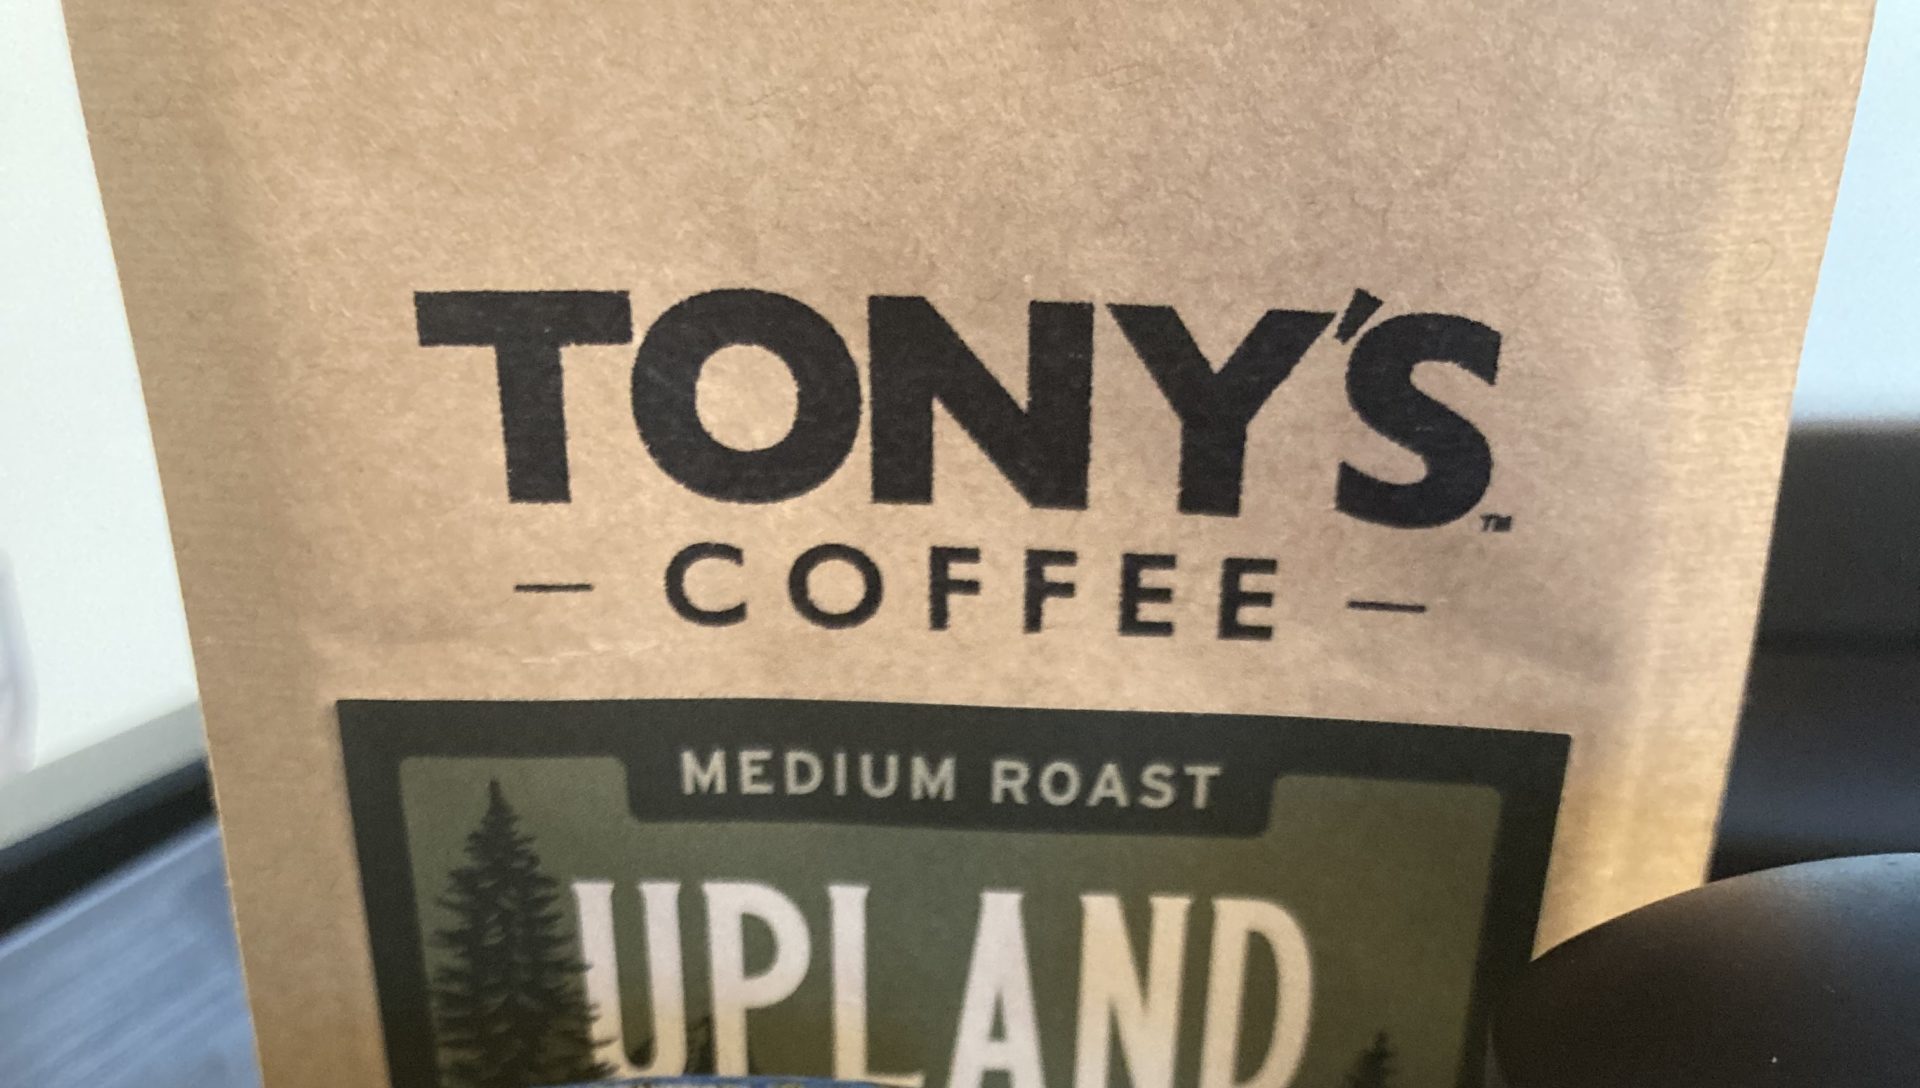 TONY'S™
— COFFEE —
MEDIUM ROAST
UPLAND